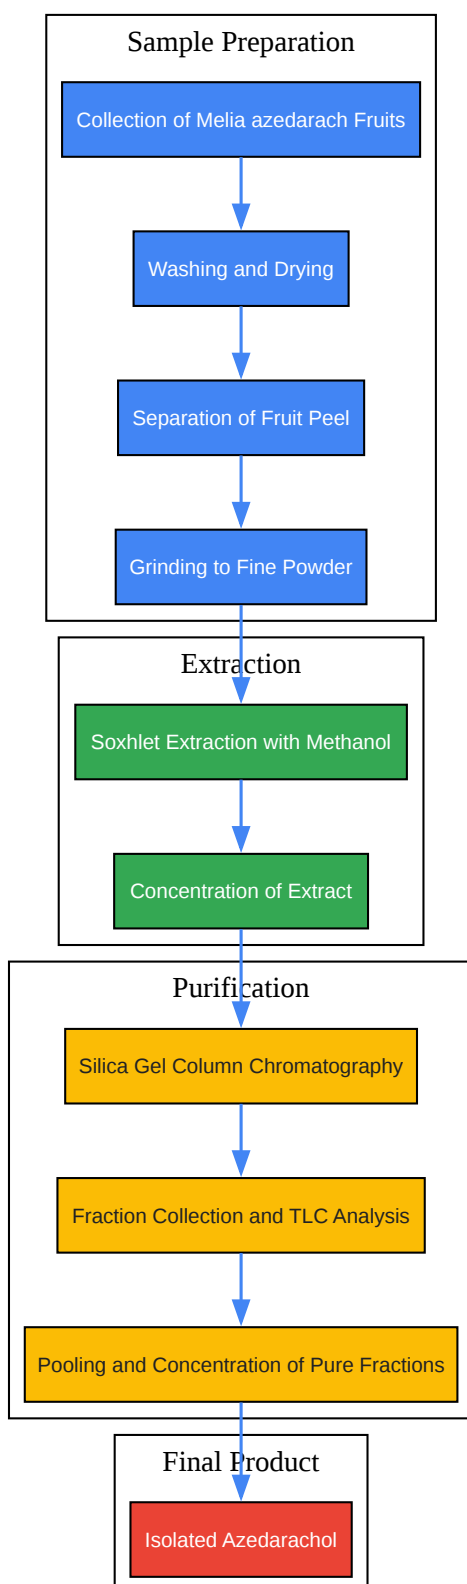 Sample Preparation
Collection of Melia azedarach Fruits
Washing and Drying
Separation of Fruit Peel
Grinding to Fine Powder
Extraction
Soxhlet Extraction with Methanol
Concentration of Extract
Purification
Silica Gel Column Chromatography
Fraction Collection and TLC Analysis
Pooling and Concentration of Pure Fractions
Final Product
Isolated Azedarachol